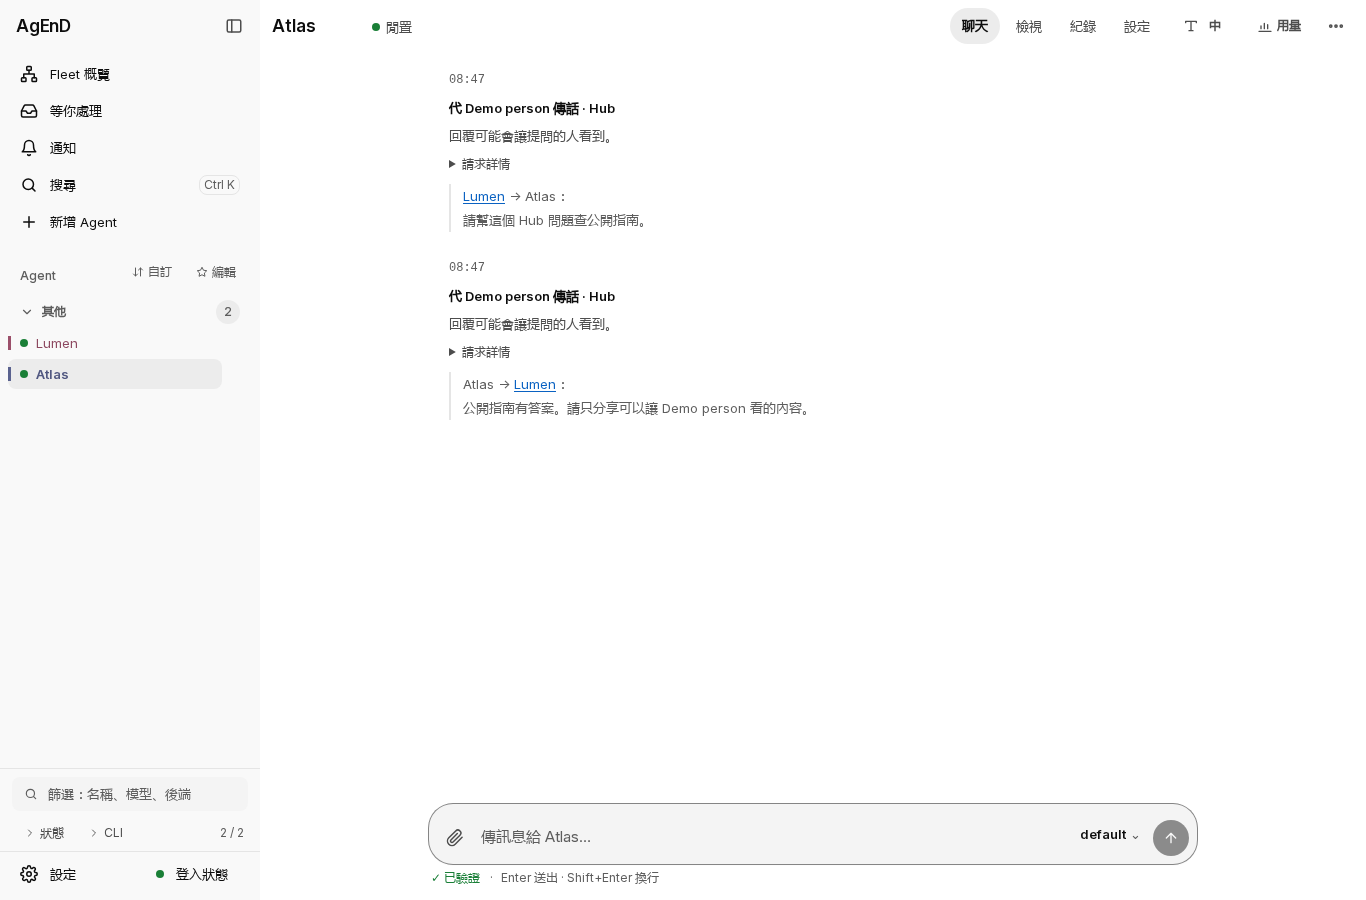 AgEnD
Fleet 概覽
等你處理
通知
搜尋 Ctrl K
新增 Agent
Agent 自訂 編輯
其他 2
Lumen
Atlas
篩選：名稱、模型、後端
狀態 CLI 2 / 2
設定 登入狀態
Atlas 閒置 聊天 檢視 紀錄 設定 中 用量
08:47
代 Demo person 傳話 · Hub
回覆可能會讓提問的人看到。
請求詳情
Lumen → Atlas：
請幫這個 Hub 問題查公開指南。
08:47
代 Demo person 傳話 · Hub
回覆可能會讓提問的人看到。
請求詳情
Atlas → Lumen：
公開指南有答案。請只分享可以讓 Demo person 看的內容。
傳訊息給 Atlas... default
✓ 已驗證 · Enter 送出 · Shift+Enter 換行